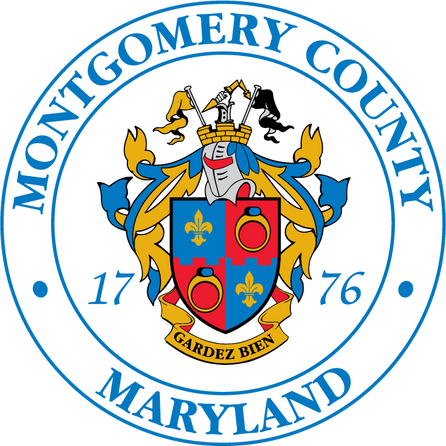 MONTGOMERY COUNTY
17 76
GARDEZ BIEN
MARYLAND